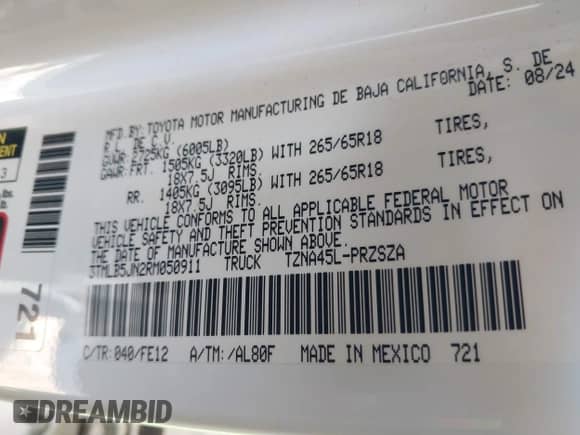 MFD.BY:TOYOTA MOTOR MANUFACTURING DE BAJA CALIFORNIA, S. DE
R.L. DE C.V. DATE: 08/24
GVWR:2725KG (6005LB)
GAWR:FRT. 1505KG (3320LB) WITH 265/65R18 TIRES,
18X7.5J RIMS.
RR. 1405KG (3095LB) WITH 265/65R18 TIRES,
18X7.5J RIMS.
THIS VEHICLE CONFORMS TO ALL APPLICABLE FEDERAL MOTOR
VEHICLE SAFETY AND THEFT PREVENTION STANDARDS IN EFFECT ON
THE DATE OF MANUFACTURE SHOWN ABOVE.
3TMLB5JN2RM050911 TRUCK TZNA45L-PRZSZA
C/TR:040/FE12 A/TM:/AL80F MADE IN MEXICO 721
721
DREAMBID